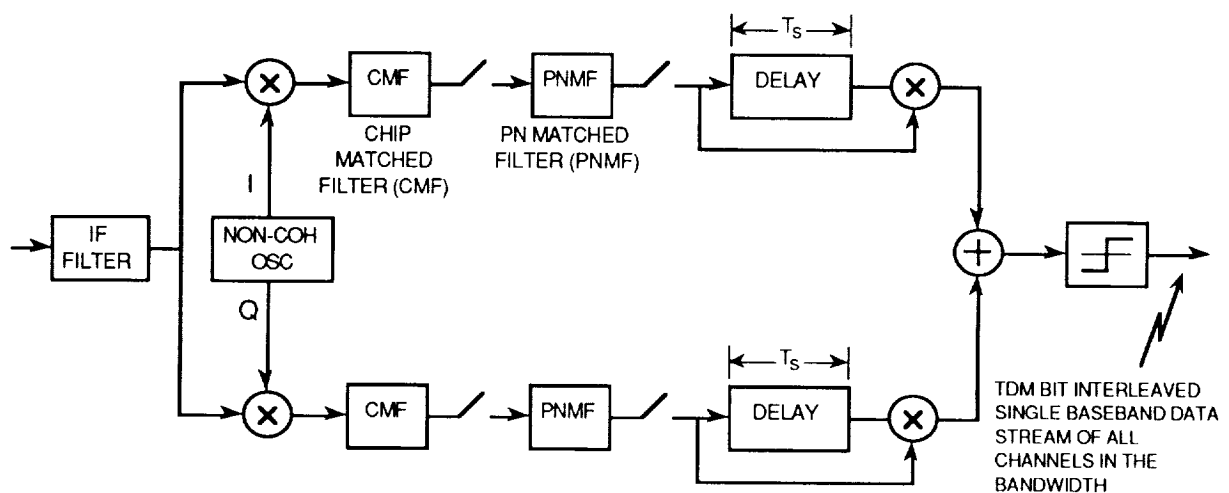 T_S
CMF
PNMF
DELAY
CHIP
MATCHED
FILTER (CMF)
PN MATCHED
FILTER (PNMF)
I
IF
FILTER
NON-COH
OSC
Q
T_S
CMF
PNMF
DELAY
TDM BIT INTERLEAVED
SINGLE BASEBAND DATA
STREAM OF ALL
CHANNELS IN THE
BANDWIDTH